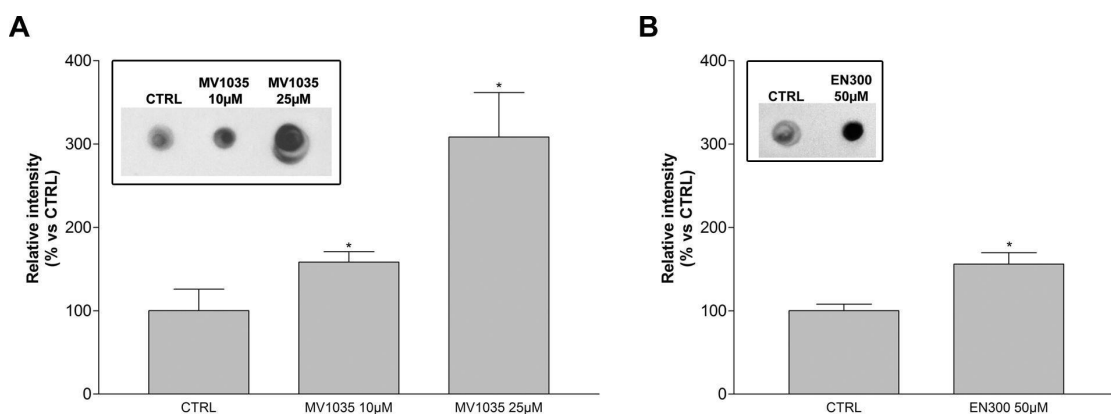 A
Relative intensity
(% vs CTRL)
400
300
200
100
0
CTRL
MV1035
10µM
MV1035
25µM
*
*
CTRL
MV1035 10µM
MV1035 25µM
B
Relative intensity
(% vs CTRL)
400
300
200
100
0
CTRL
EN300
50µM
*
CTRL
EN300 50µM